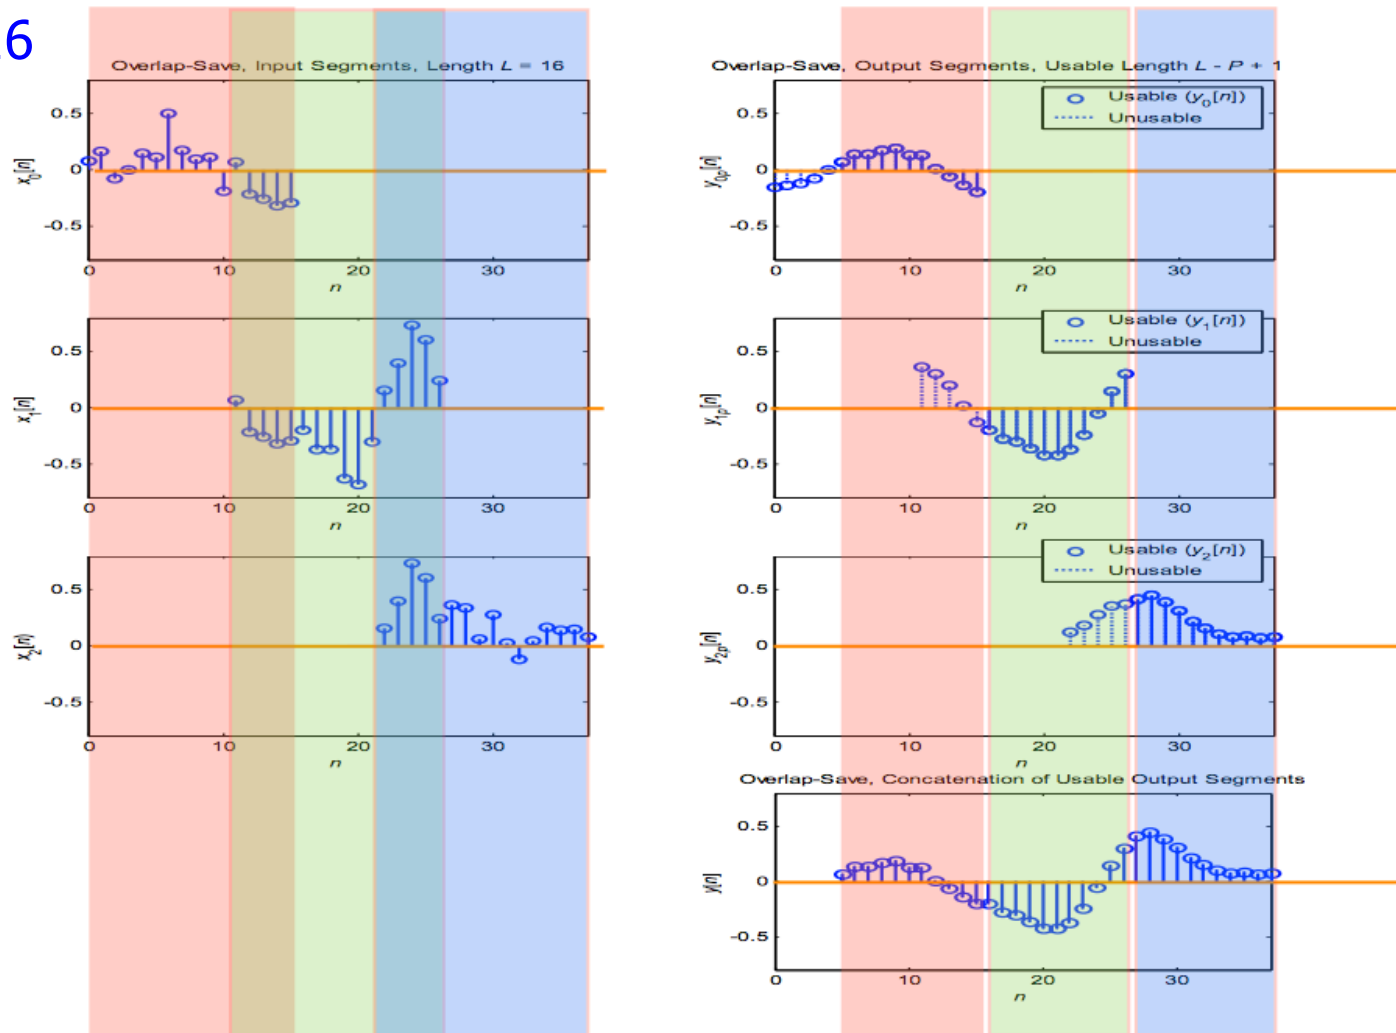 6
Overlap-Save, Input Segments, Length L = 16
0.5
0
-0.5
x0[n]
0 10 20 30
n
0.5
0
-0.5
x1[n]
0 10 20 30
n
0.5
0
-0.5
x2[n)
0 10 20 30
n
Overlap-Save, Output Segments, Usable Length L - P + 1
Usable (y_0[n])
Unusable
0.5
0
-0.5
y0p[n]
0 10 20 30
n
Usable (y_1[n])
Unusable
0.5
0
-0.5
y1p[n]
0 10 20 30
n
Usable (y_2[n])
Unusable
0.5
0
-0.5
y2p[n]
0 10 20 30
n
Overlap-Save, Concatenation of Usable Output Segments
0.5
0
-0.5
y[n]
0 10 20 30
n